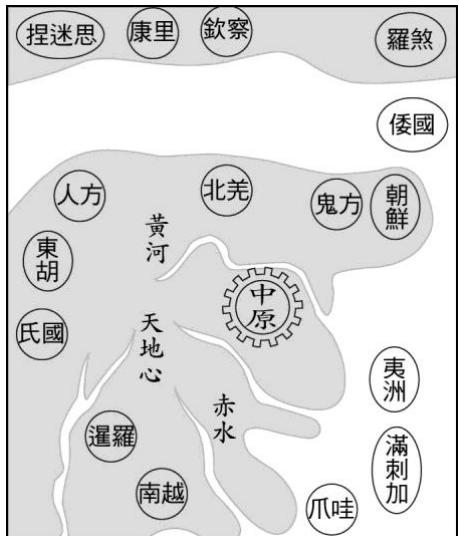 捏迷思
康里
欽察
羅煞
倭國
人方
北羌
鬼方
朝鮮
黃河
東胡
中原
氏國
天地心
夷洲
赤水
暹羅
滿刺加
南越
爪哇